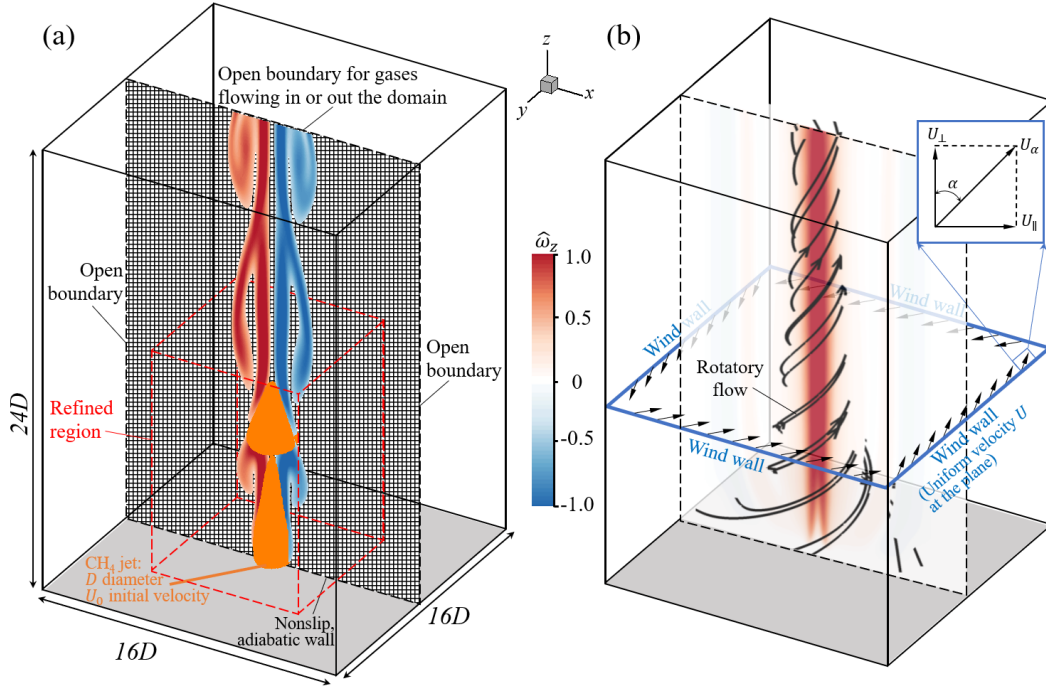 (a)
Open boundary for gases
flowing in or out the domain
z
x
y
24D
Open
boundary
Open
boundary
Refined
region
CH₄ jet:
D diameter
U₀ initial velocity
Nonslip,
adiabatic wall
16D
16D
ω̂_z
1.0
0.5
0
-0.5
-1.0
(b)
U⊥
U_α
α
U∥
Wind wall
Wind wall
Rotatory
flow
Wind wall
Wind wall
(Uniform velocity U
at the plane)